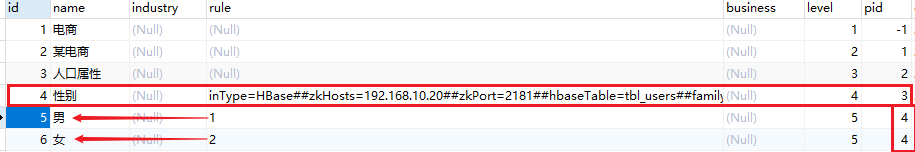 id name industry rule business level pid
1 电商 (Null) (Null) (Null) 1 -1
2 某电商 (Null) (Null) (Null) 2 1
3 人口属性 (Null) (Null) (Null) 3 2
4 性别 (Null) inType=HBase##zkHosts=192.168.10.20##zkPort=2181##hbaseTable=tbl_users##family (Null) 4 3
5 男 (Null) 1 (Null) 5 4
6 女 (Null) 2 (Null) 5 4